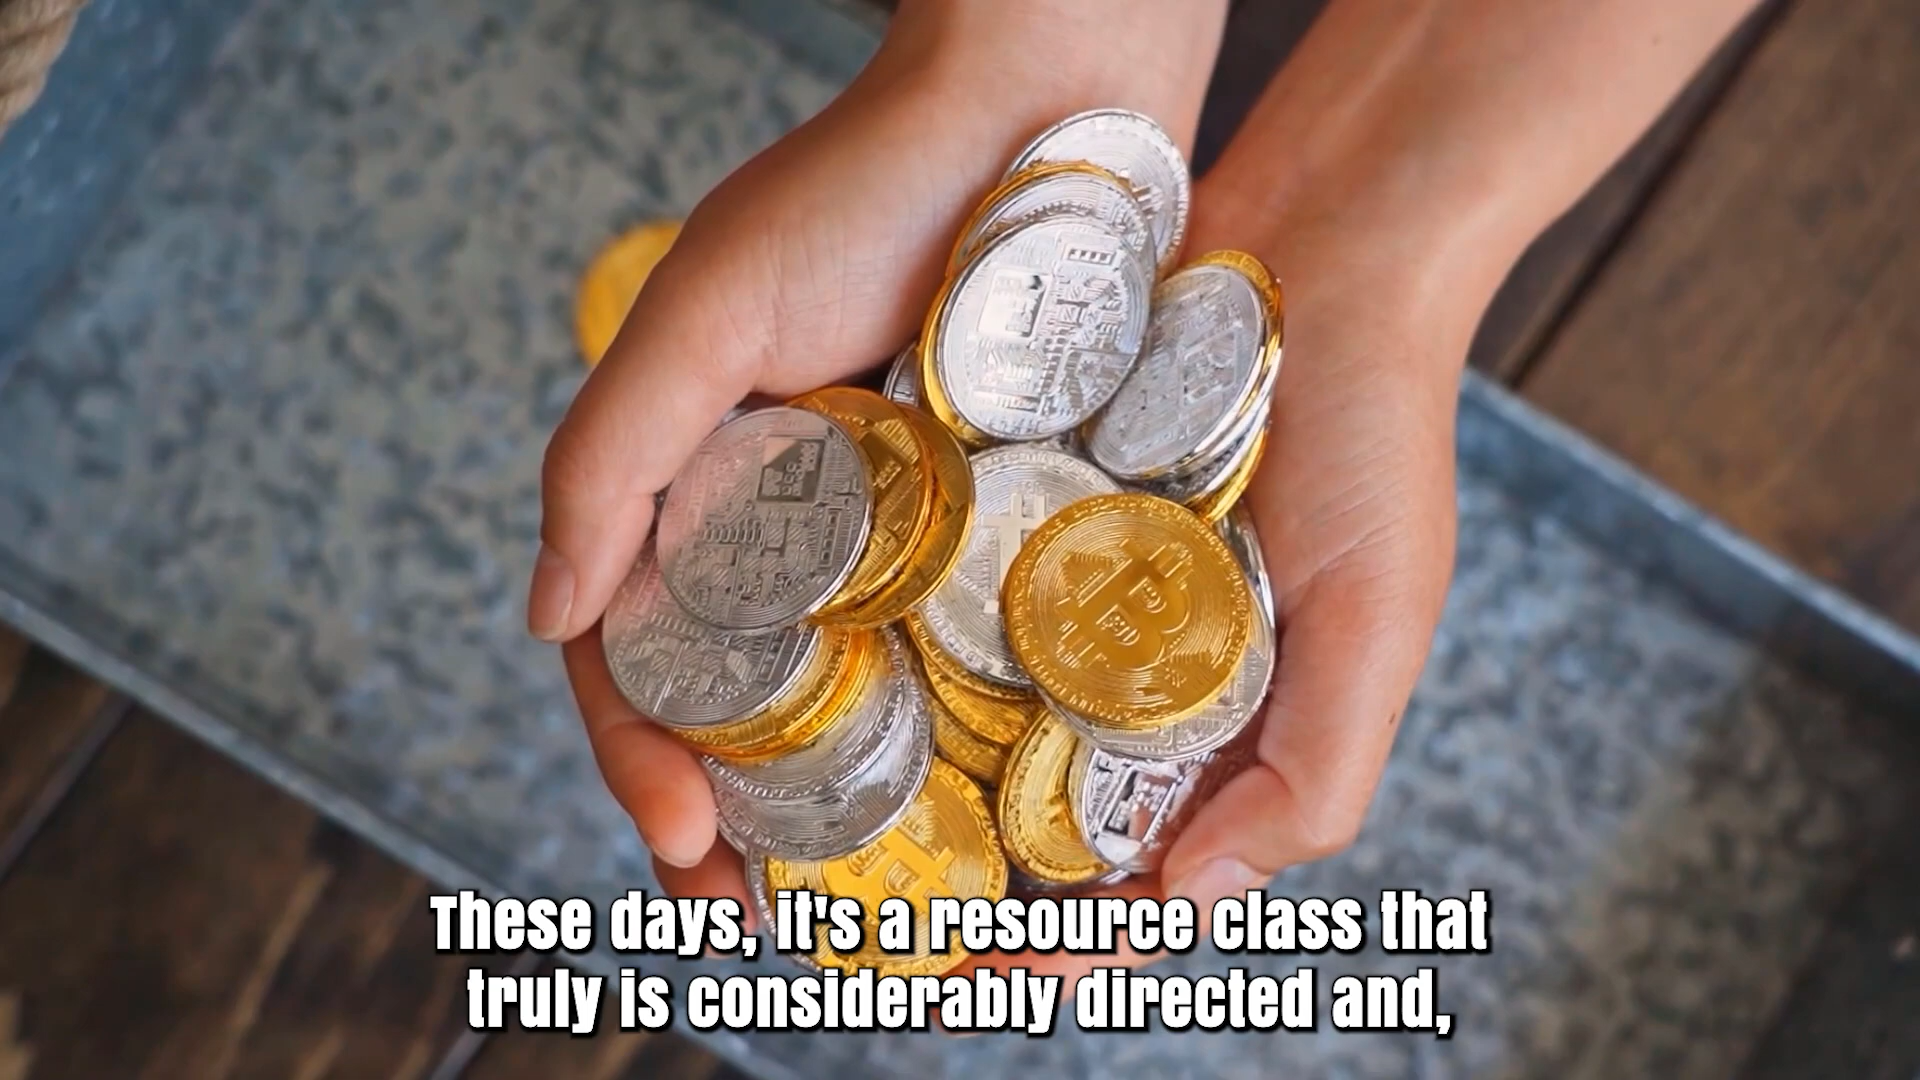 These days, it's a resource class that
truly is considerably directed and,